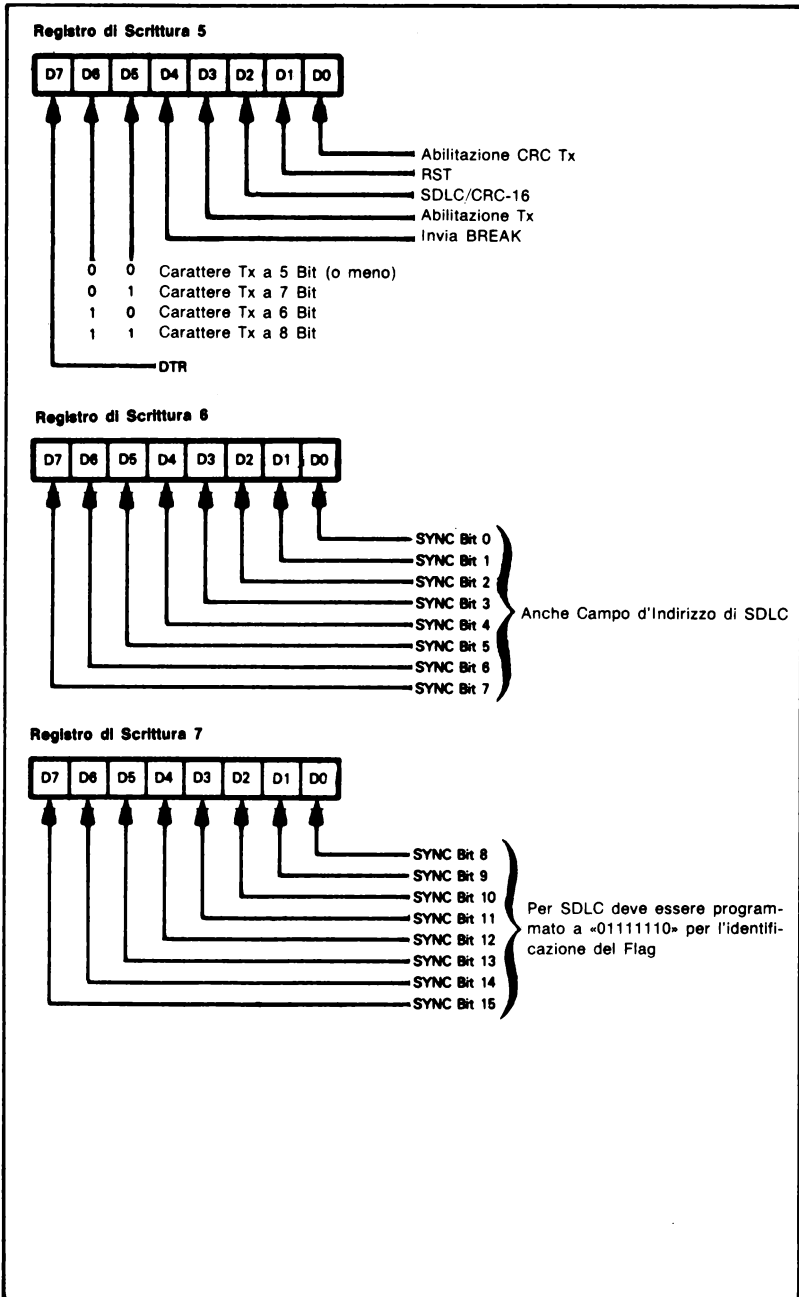 Registro di Scrittura 5
D7 D6 D5 D4 D3 D2 D1 D0
Abilitazione CRC Tx
RST
SDLC/CRC-16
Abilitazione Tx
Invia BREAK
0 0 Carattere Tx a 5 Bit (o meno)
0 1 Carattere Tx a 7 Bit
1 0 Carattere Tx a 6 Bit
1 1 Carattere Tx a 8 Bit
DTR
Registro di Scrittura 6
D7 D6 D5 D4 D3 D2 D1 D0
SYNC Bit 0
SYNC Bit 1
SYNC Bit 2
SYNC Bit 3
SYNC Bit 4
SYNC Bit 5
SYNC Bit 6
SYNC Bit 7
Anche Campo d'Indirizzo di SDLC
Registro di Scrittura 7
D7 D6 D5 D4 D3 D2 D1 D0
SYNC Bit 8
SYNC Bit 9
SYNC Bit 10
SYNC Bit 11
SYNC Bit 12
SYNC Bit 13
SYNC Bit 14
SYNC Bit 15
Per SDLC deve essere program-
mato a «01111110» per l'identifi-
cazione del Flag